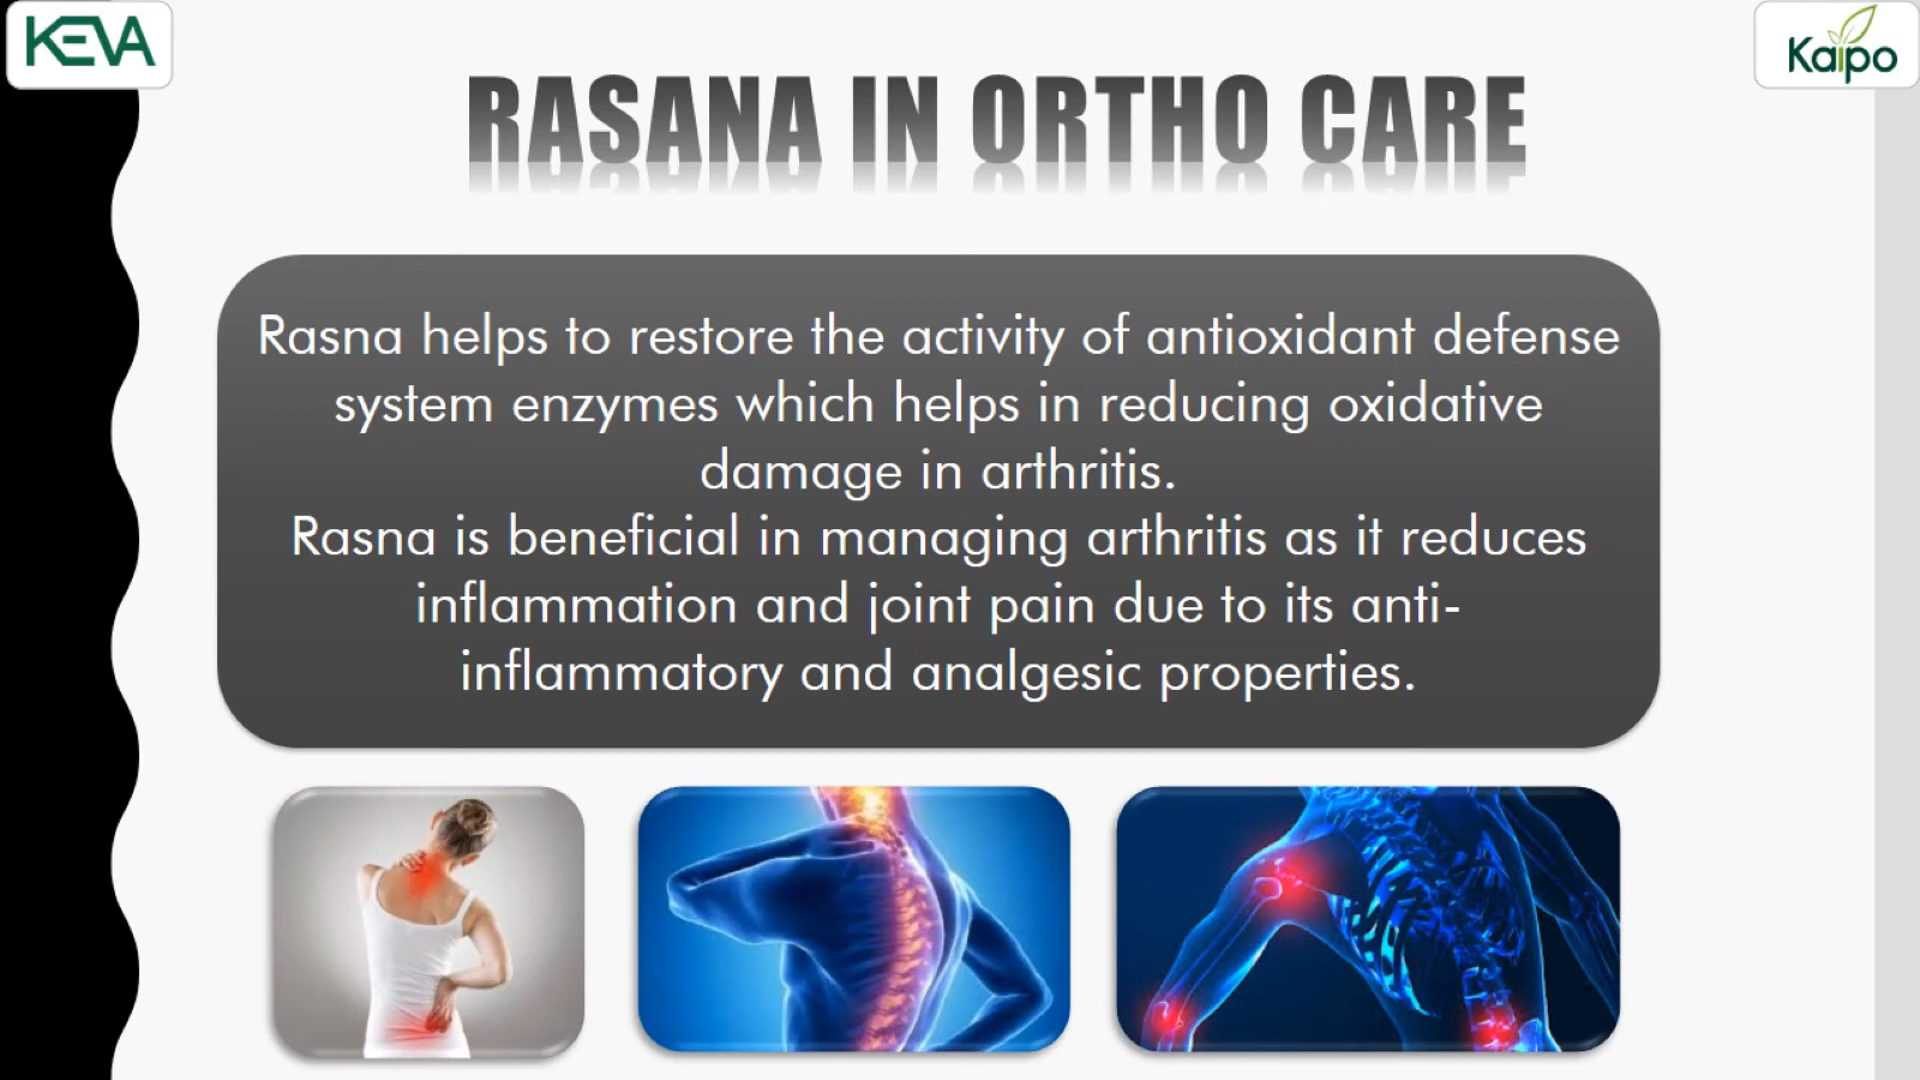 KEVA
Kaipo
RASANA IN ORTHO CARE
Rasna helps to restore the activity of antioxidant defense
system enzymes which helps in reducing oxidative
damage in arthritis.
Rasna is beneficial in managing arthritis as it reduces
inflammation and joint pain due to its anti-
inflammatory and analgesic properties.